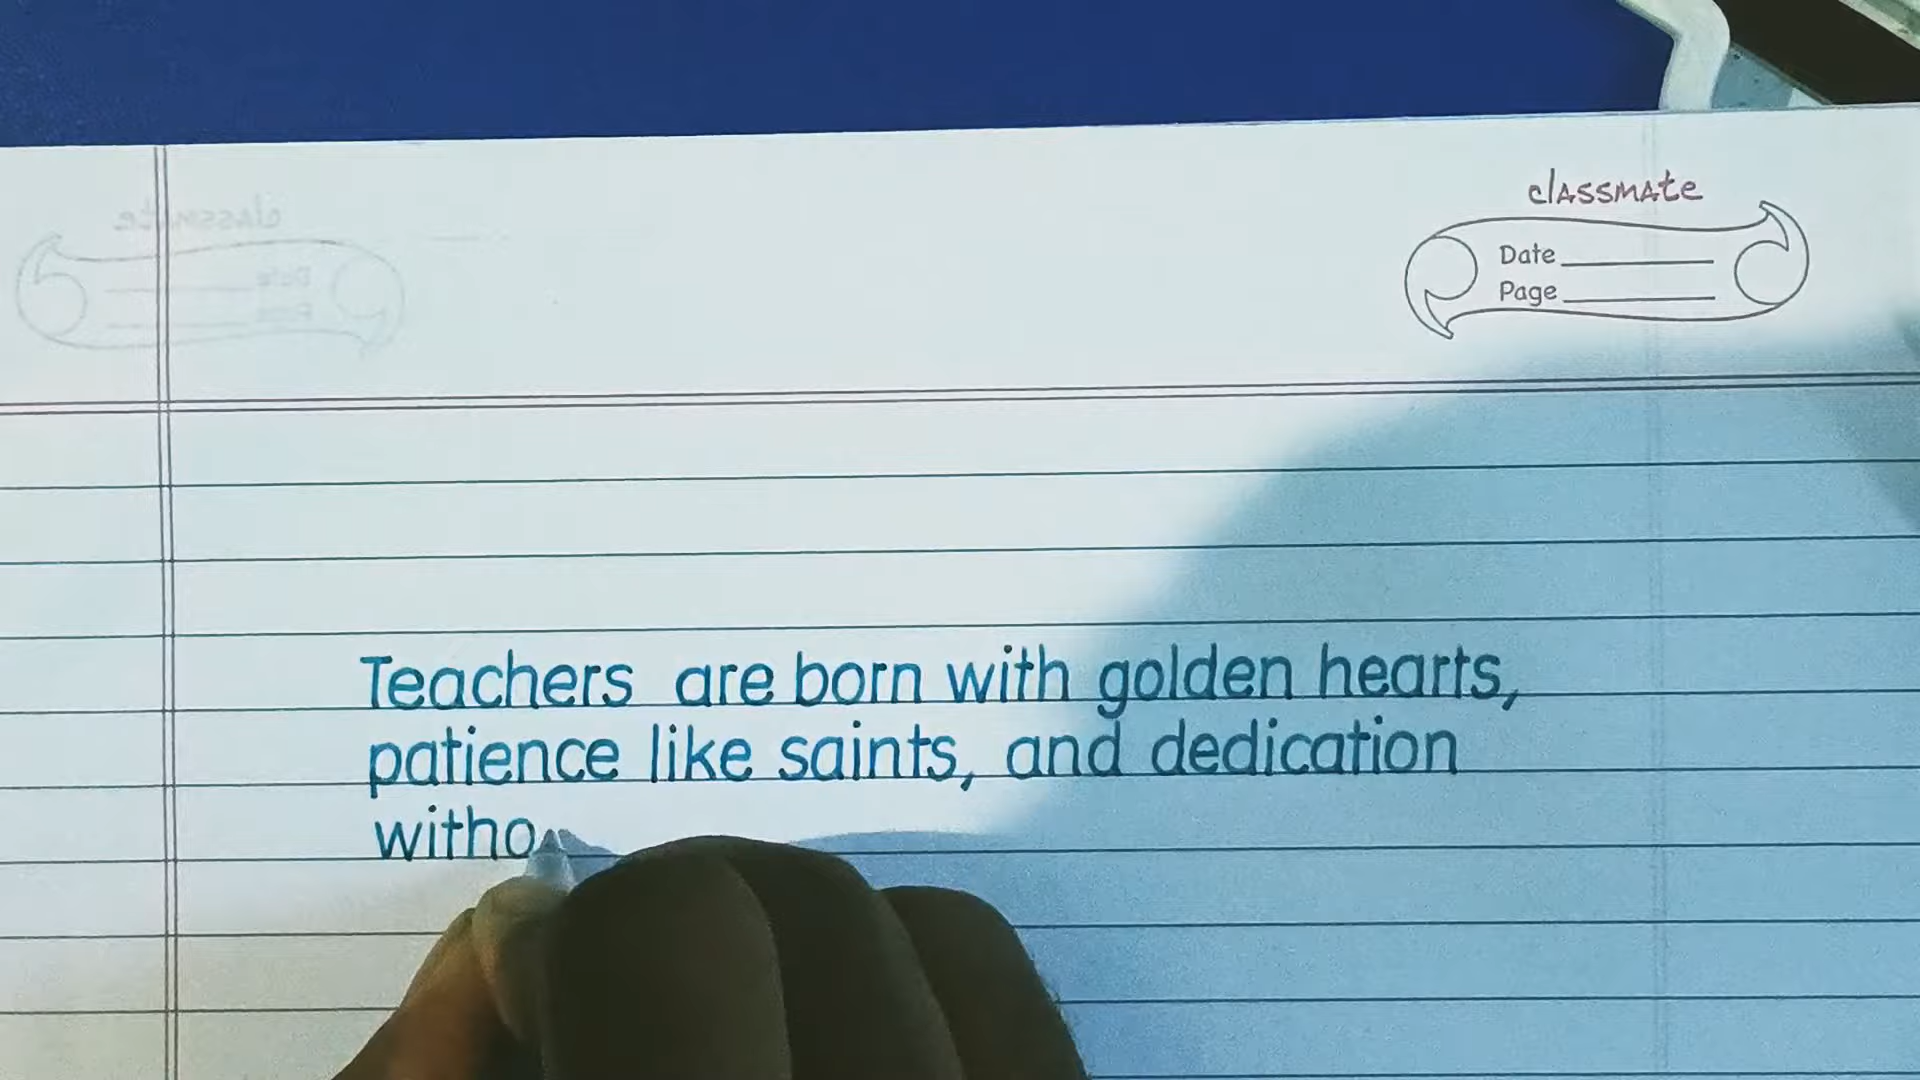 classmate
Date
Page
Teachers are born with golden hearts,
patience like saints, and dedication
witho